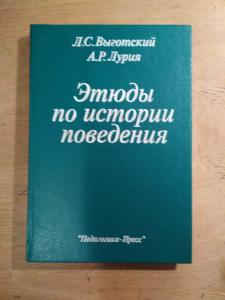 Л.С.Выготский
А.Р.Лурия
Этюды
по истории
поведения
"Педагогика-Пресс"